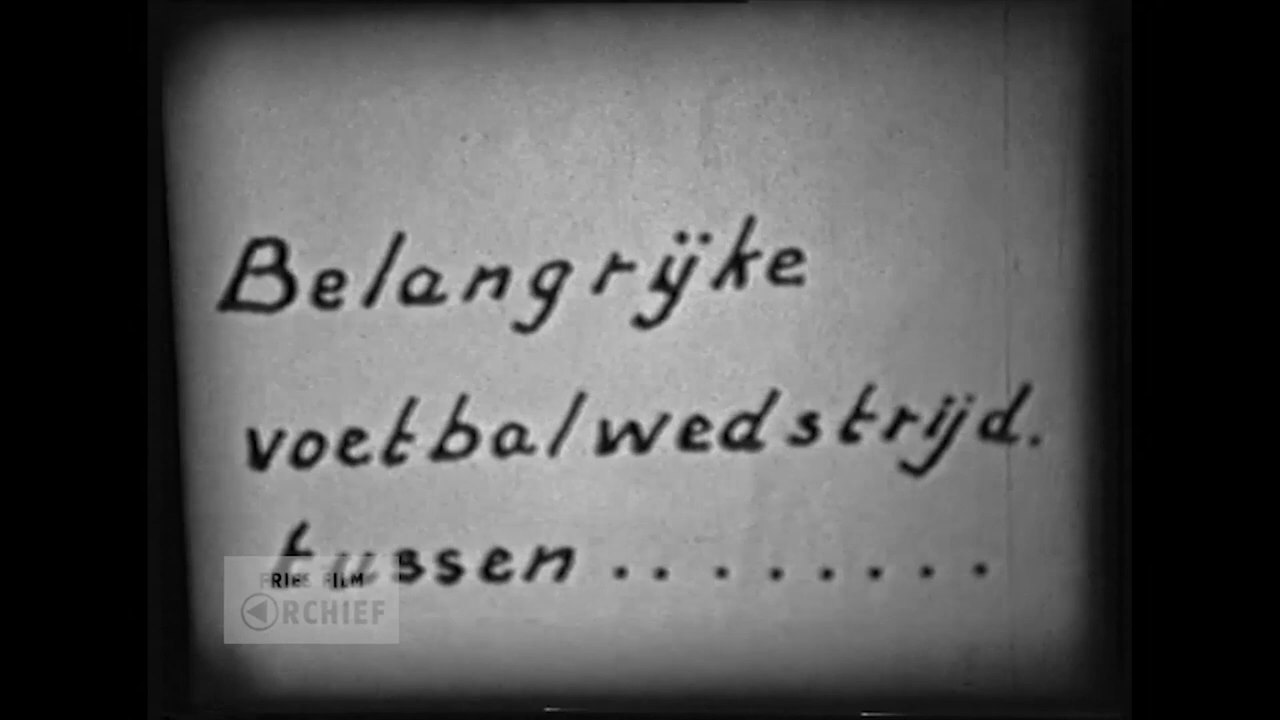 Belangrijke
voetbalwedstrijd.
tussen .........
FRIES FILM
ARCHIEF